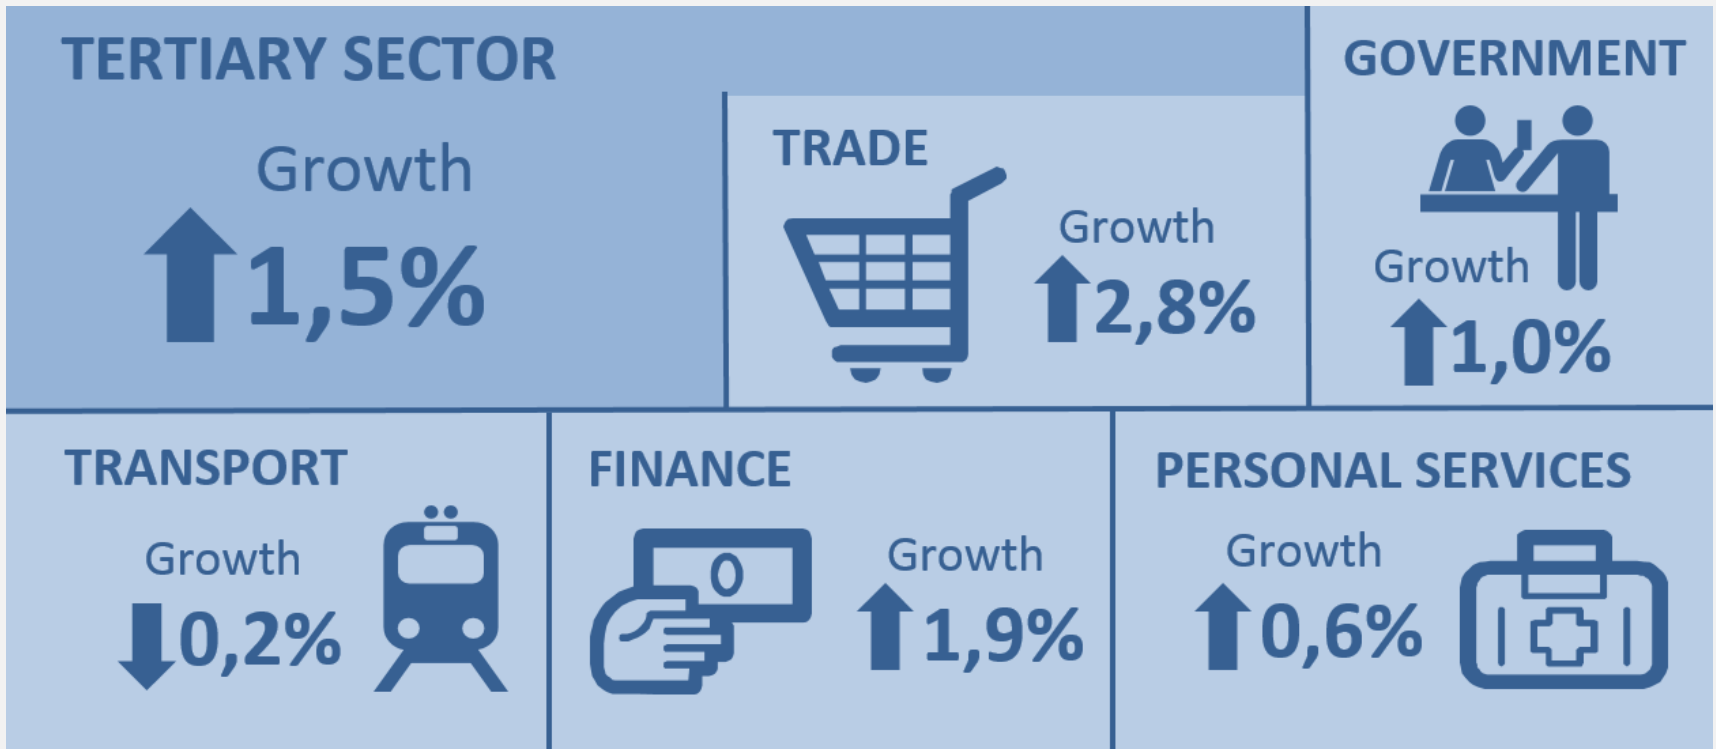 TERTIARY SECTOR
Growth
1,5%
TRADE
Growth
2,8%
GOVERNMENT
Growth
1,0%
TRANSPORT
Growth
0,2%
FINANCE
Growth
1,9%
PERSONAL SERVICES
Growth
0,6%